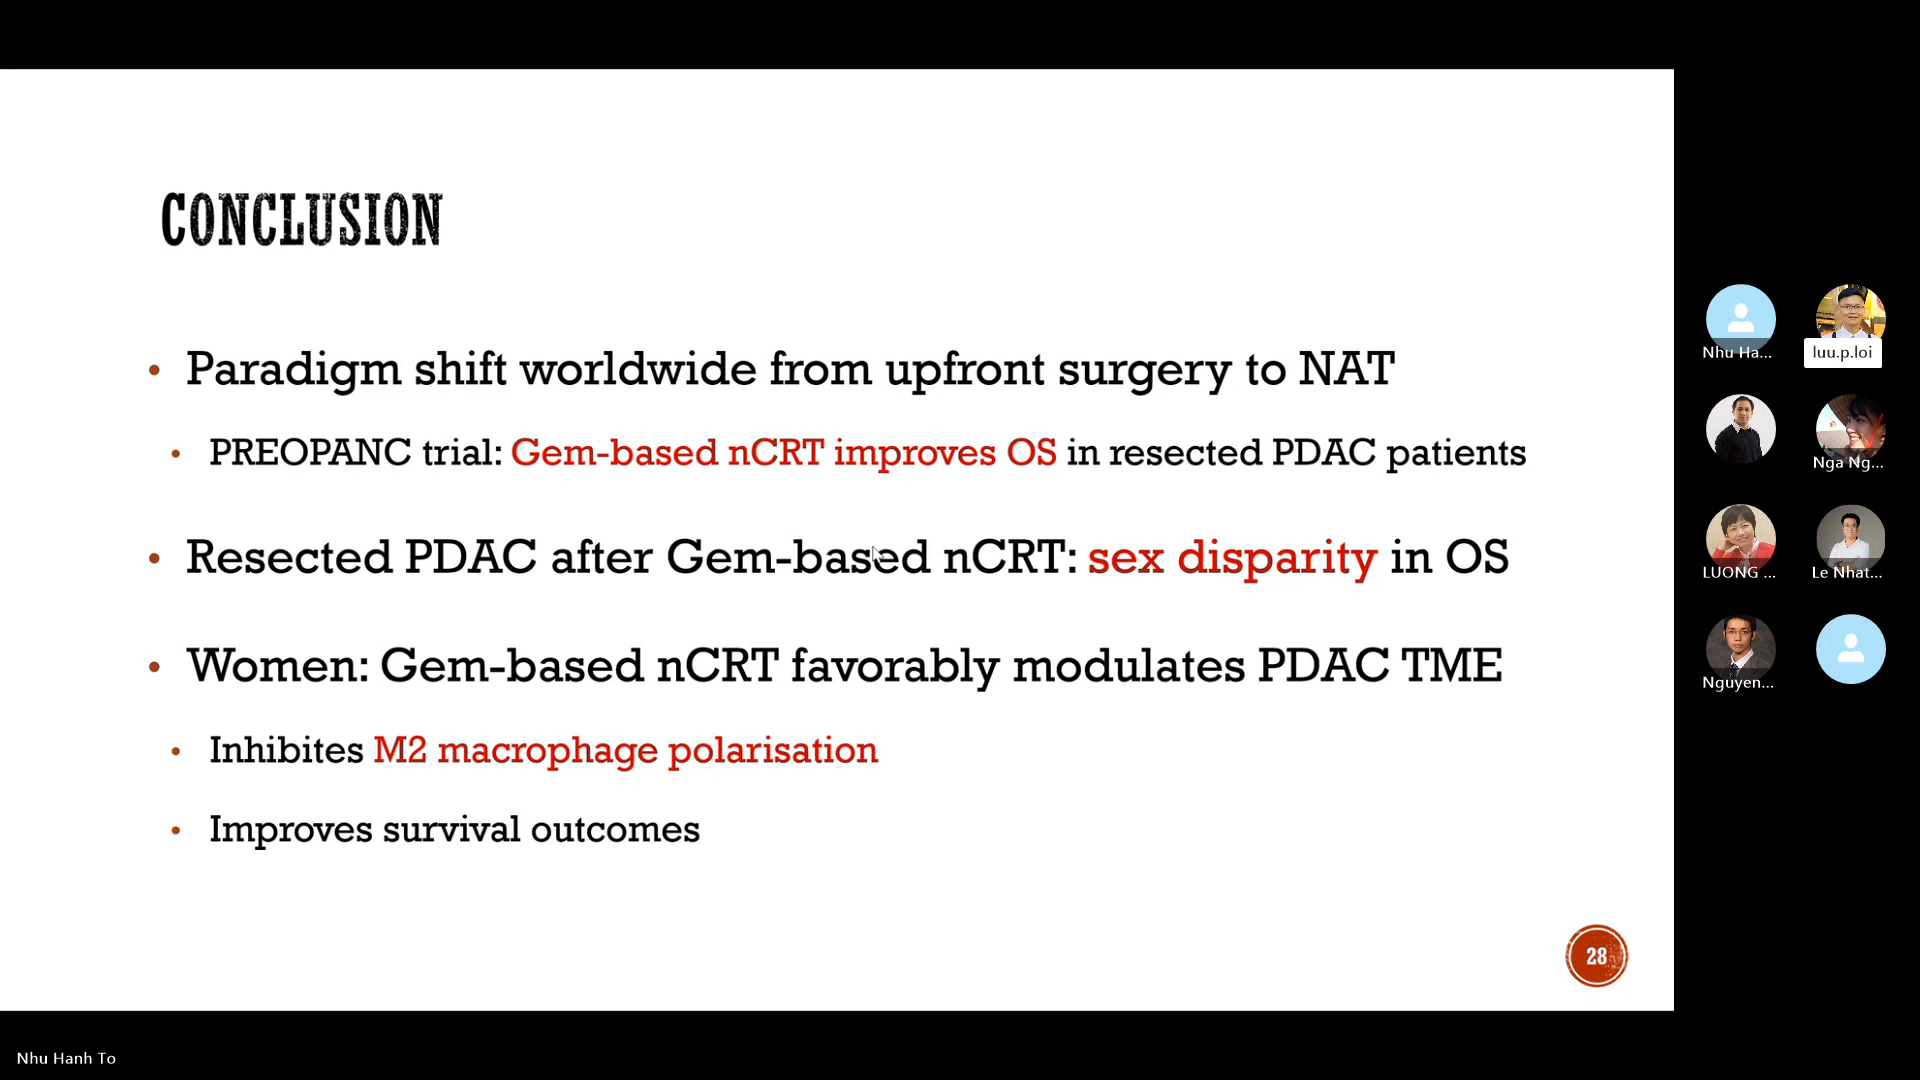 CONCLUSION
• Paradigm shift worldwide from upfront surgery to NAT
• PREOPANC trial: Gem-based nCRT improves OS in resected PDAC patients
• Resected PDAC after Gem-based nCRT: sex disparity in OS
• Women: Gem-based nCRT favorably modulates PDAC TME
• Inhibites M2 macrophage polarisation
• Improves survival outcomes
28
Nhu Ha...
luu.p.loi
Nga Ng...
LUONG ...
Le Nhat...
Nguyen...
Nhu Hanh To